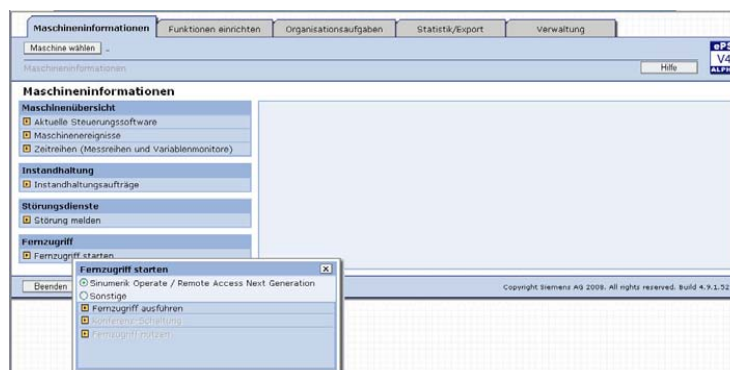 Maschineninformationen
Funktionen einrichten
Organisationsaufgaben
Statistik/Export
Verwaltung
Maschine wählen
Maschineninformationen
Hilfe
Maschineninformationen
Maschinenübersicht
Aktuelle Steuerungssoftware
Maschinenereignisse
Zeitreihen (Messreihen und Variablenmonitore)
Instandhaltung
Instandhaltungsaufträge
Störungsdienste
Störung melden
Fernzugriff
Fernzugriff starten
Beenden
Copyright Siemens AG 2008. All rights reserved. Build 4.9.1.52
Fernzugriff starten
Sinumerik Operate / Remote Access Next Generation
Sonstige
Fernzugriff ausführen
Konferenz-Schaltung
Fernzugriff nutzen